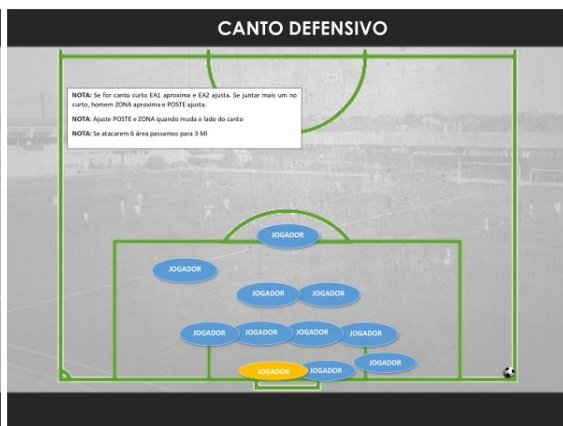 CANTO DEFENSIVO
NOTA: Se for canto curto EA1 aproxima e EA2 ajusta. Se juntar mais um no
curto, homem ZONA aproxima e POSTE ajusta.
NOTA: Ajuste POSTE e ZONA quando muda o lado do canto
NOTA: Se atacarem 6 área passamos para 3 MI
JOGADOR
JOGADOR
JOGADOR JOGADOR
JOGADOR JOGADOR JOGADOR JOGADOR
JOGADOR
JOGADOR JOGADOR